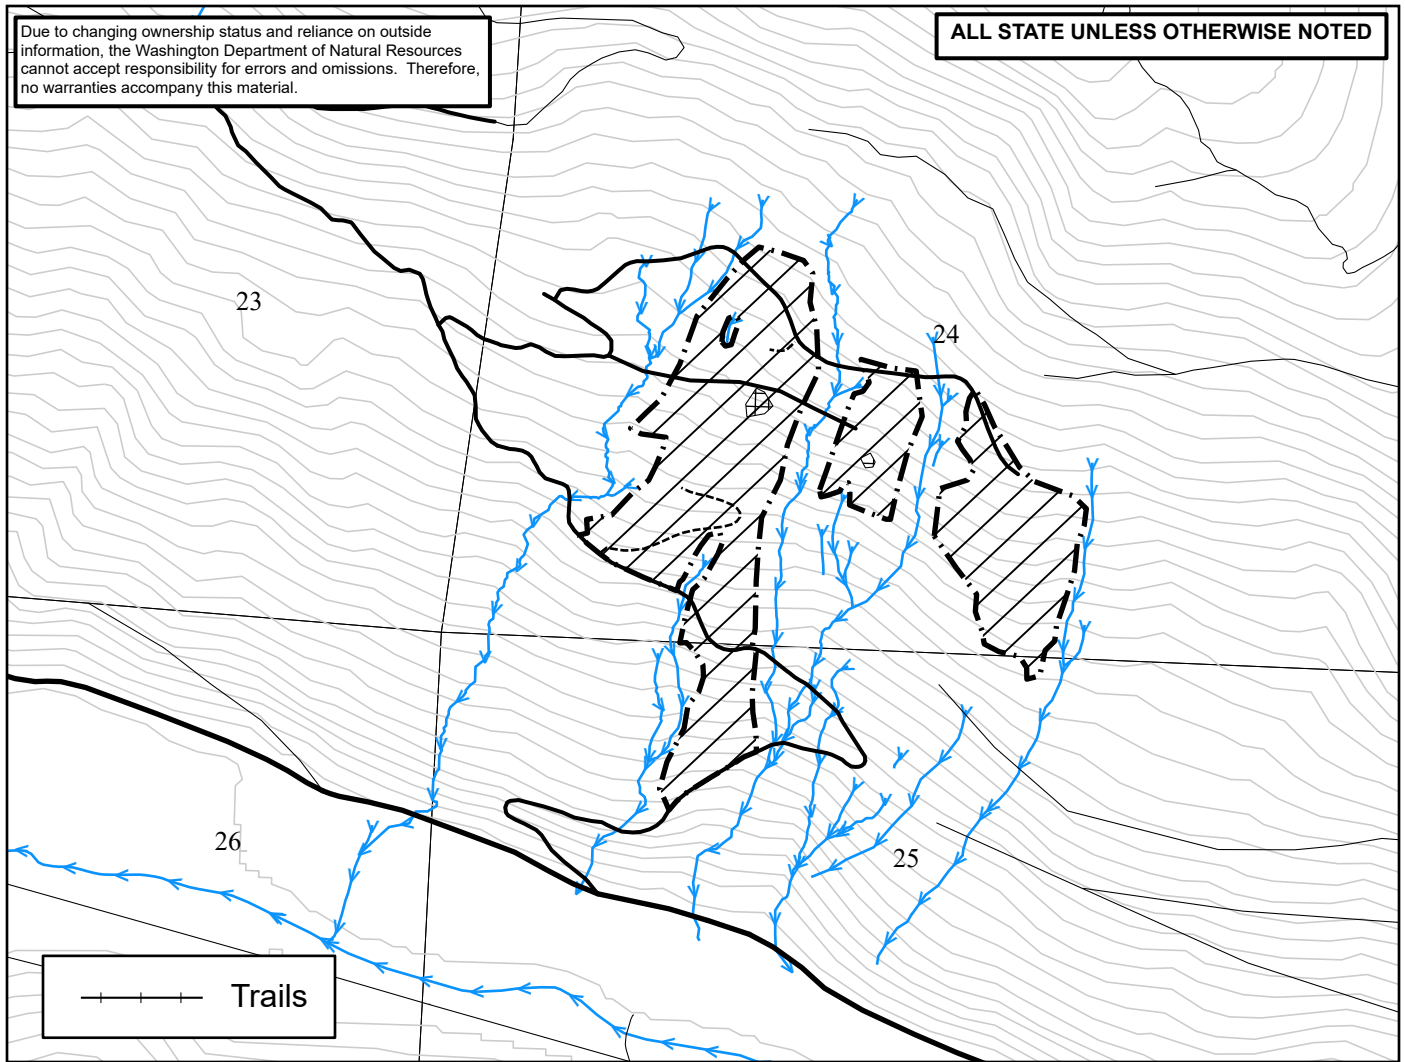 Due to changing ownership status and reliance on outside
information, the Washington Department of Natural Resources
cannot accept responsibility for errors and omissions.  Therefore,
no warranties accompany this material.
ALL STATE UNLESS OTHERWISE NOTED
23
24
26
25
Trails